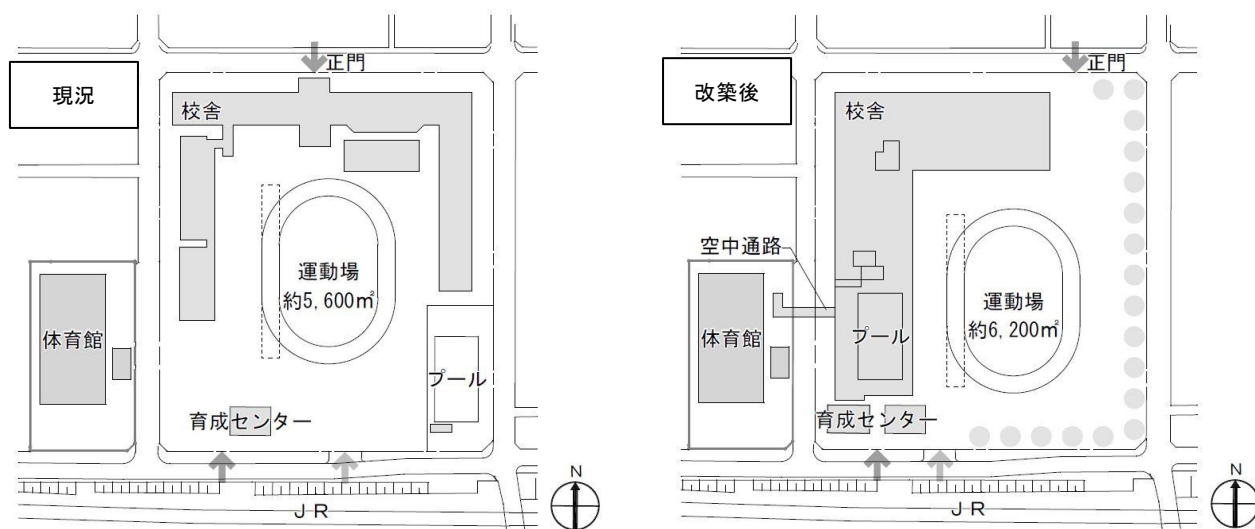 現況
正門
校舎
運動場
約5,600㎡
体育館
プール
育成センター
JR
N
改築後
正門
校舎
空中通路
運動場
約6,200㎡
体育館
プール
育成センター
JR
N